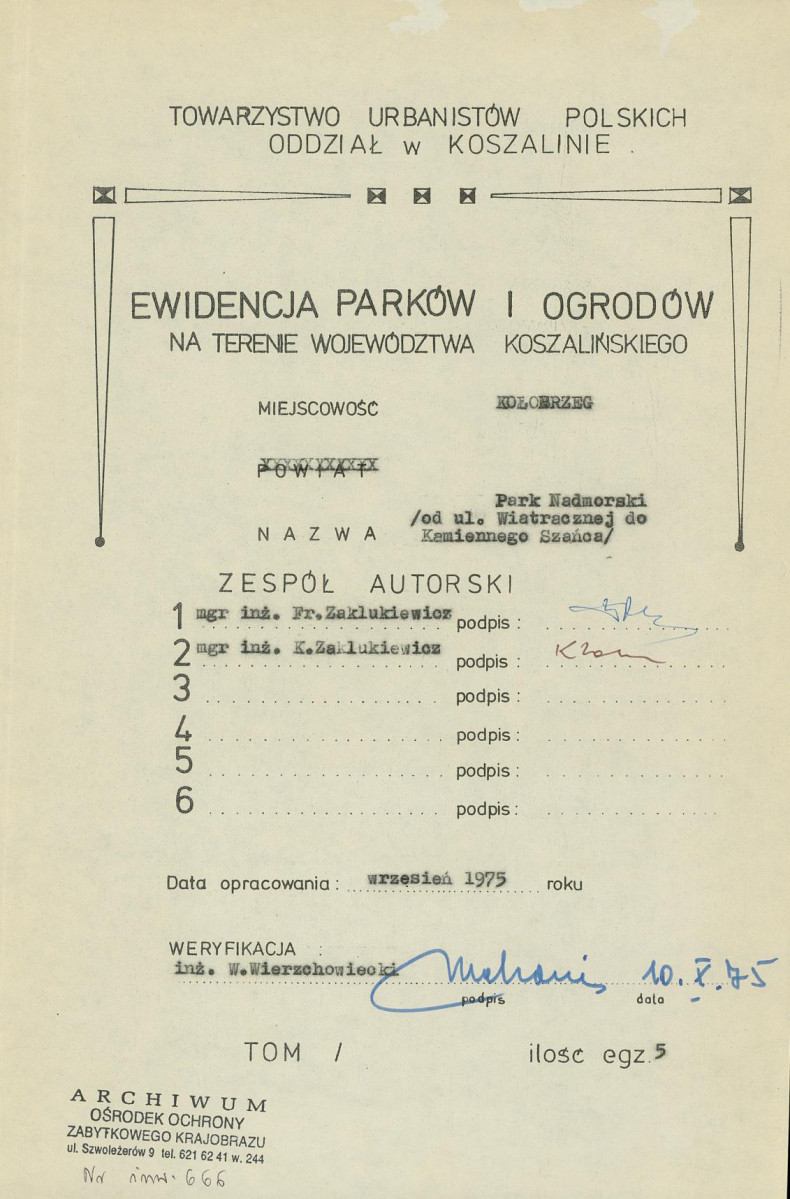 TOWARZYSTWO URBANISTÓW POLSKICH
ODDZIAŁ w KOSZALINIE .
EWIDENCJA PARKÓW I OGRODÓW
NA TERENIE WOJEWÓDZTWA KOSZALIŃSKIEGO
MIEJSCOWOŚĆ KOŁOBRZEG
POWIAT
Park Nadmorski
/od ul. Wiatracznej do
NAZWA Kamiennego Szańca/
ZESPÓŁ AUTORSKI
1 mgr inż. Fr.Zaklukiewicz podpis :
2 mgr inż. K.Zaklukiewicz podpis :
3 podpis :
4 podpis :
5 podpis :
6 podpis :
Data opracowania : wrzesień 1975 roku
WERYFIKACJA :
inż. W.Wierzchowiecki 10.X.75
podpis data
TOM / ilość egz. 5
ARCHIWUM
OŚRODEK OCHRONY
ZABYTKOWEGO KRAJOBRAZU
ul. Szwoleżerów 9 tel. 621 62 41 w. 244
Nr inw. 666